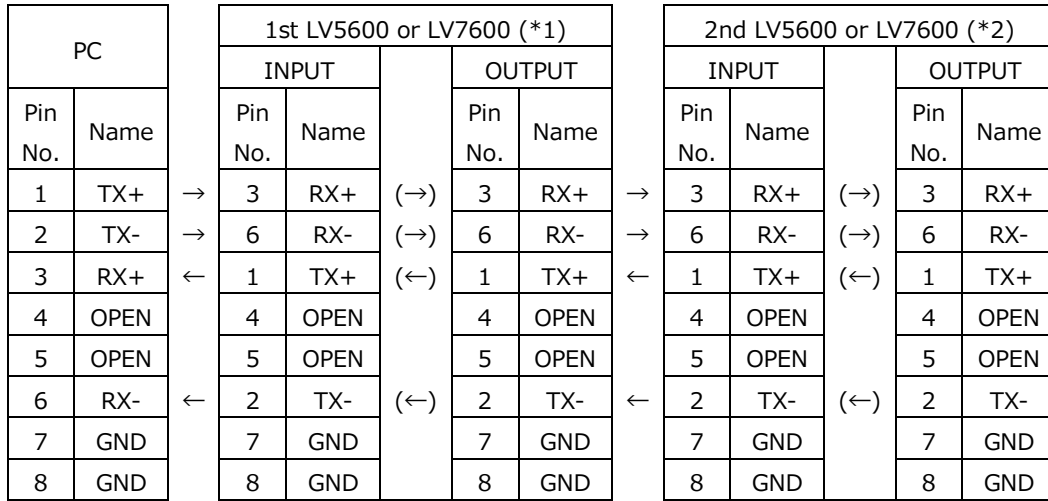 PC 1st LV5600 or LV7600 (*1) 2nd LV5600 or LV7600 (*2)
INPUT OUTPUT INPUT OUTPUT
Pin No. Name Pin No. Name Pin No. Name Pin No. Name Pin No. Name
1 TX+ → 3 RX+ (→) 3 RX+ → 3 RX+ (→) 3 RX+
2 TX- → 6 RX- (→) 6 RX- → 6 RX- (→) 6 RX-
3 RX+ ← 1 TX+ (←) 1 TX+ ← 1 TX+ (←) 1 TX+
4 OPEN 4 OPEN 4 OPEN 4 OPEN 4 OPEN
5 OPEN 5 OPEN 5 OPEN 5 OPEN 5 OPEN
6 RX- ← 2 TX- (←) 2 TX- ← 2 TX- (←) 2 TX-
7 GND 7 GND 7 GND 7 GND 7 GND
8 GND 8 GND 8 GND 8 GND 8 GND